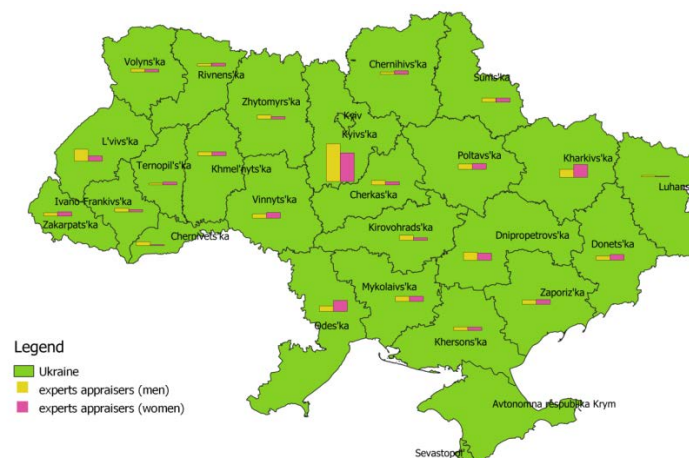 Volyns'ka
Rivnens'ka
Chernihivs'ka
Sums'ka
Zhytomyrs'ka
Kyiv
Kyivs'ka
L'vivs'ka
Ternopil's'ka
Khmel'nyts'ka
Poltavs'ka
Kharkivs'ka
Luhans
Cherkas'ka
Ivano-Frankivs'ka
Zakarpats'ka
Vinnyts'ka
Chernivets'ka
Kirovohrads'ka
Dnipropetrovs'ka
Donets'ka
Mykolaivs'ka
Zaporiz'ka
Odes'ka
Khersons'ka
Legend
Ukraine
experts appraisers (men)
experts appraisers (women)
Avtonomna respublika Krym
Sevastopol'